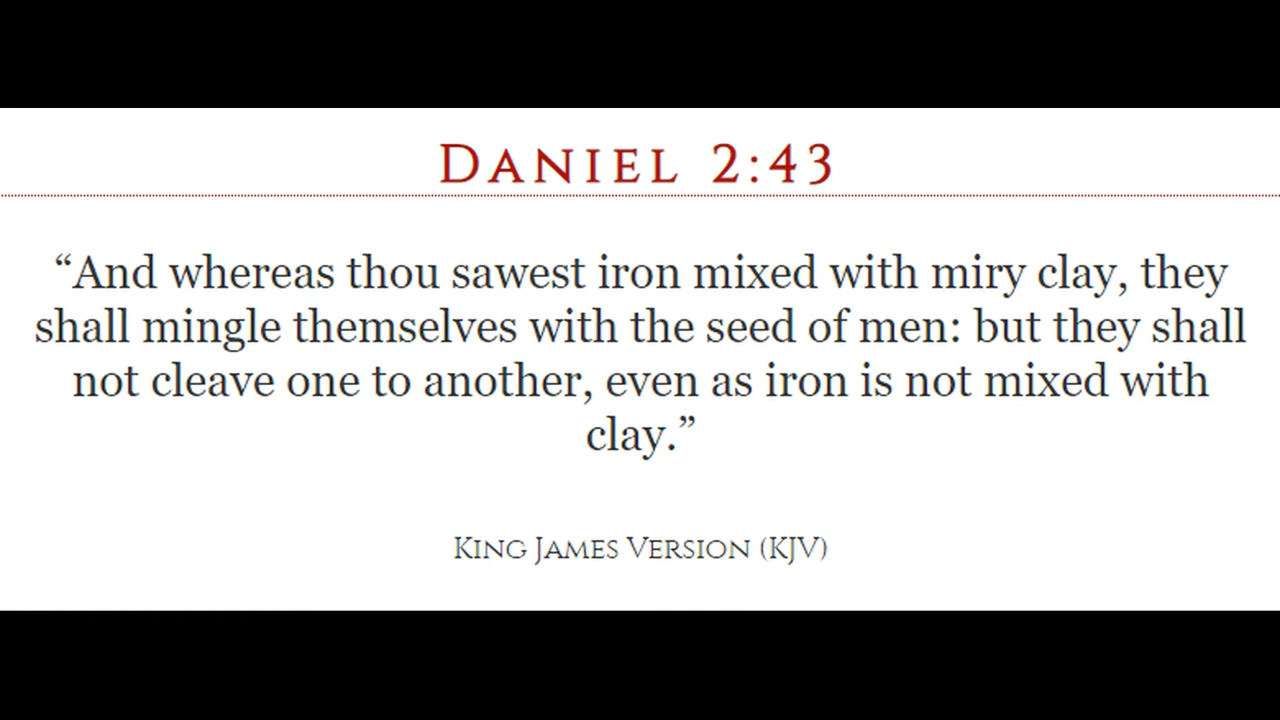 DANIEL 2:43
“And whereas thou sawest iron mixed with miry clay, they
shall mingle themselves with the seed of men: but they shall
not cleave one to another, even as iron is not mixed with
clay.”
KING JAMES VERSION (KJV)